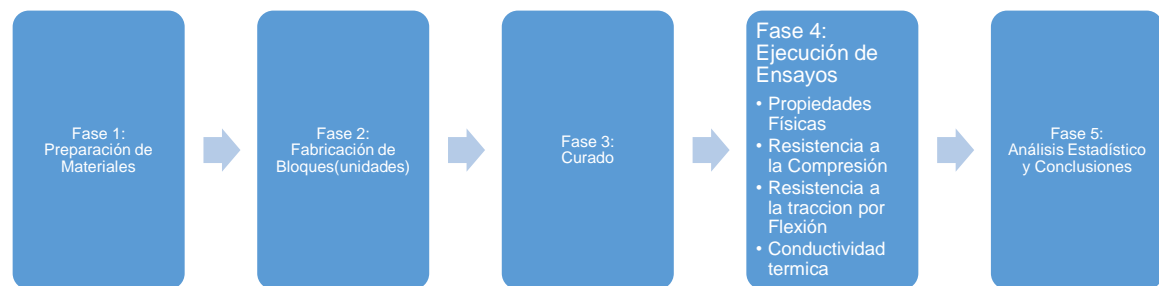 Fase 1:
Preparación de
Materiales
Fase 2:
Fabricación de
Bloques(unidades)
Fase 3:
Curado
Fase 4:
Ejecución de
Ensayos
• Propiedades
Físicas
• Resistencia a
la Compresión
• Resistencia a
la traccion por
Flexión
• Conductividad
termica
Fase 5:
Análisis Estadístico
y Conclusiones